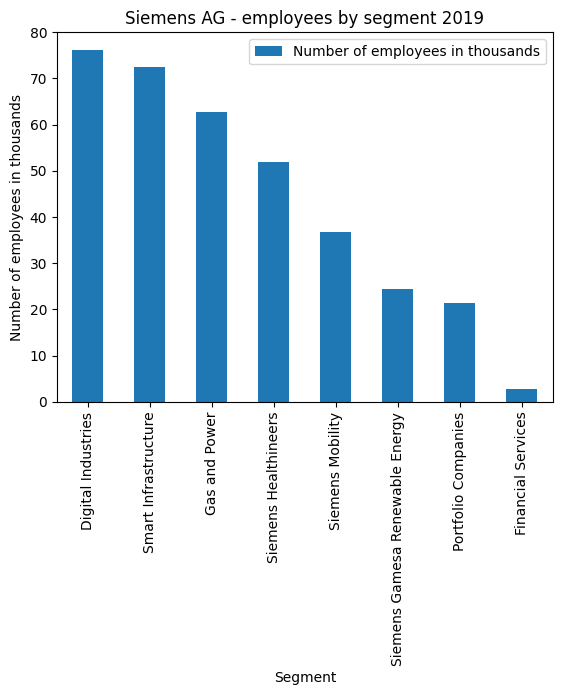 Siemens AG - employees by segment 2019
Number of employees in thousands
Number of employees in thousands
80
70
60
50
40
30
20
10
0
Digital Industries
Smart Infrastructure
Gas and Power
Siemens Healthineers
Siemens Mobility
Siemens Gamesa Renewable Energy
Portfolio Companies
Financial Services
Segment